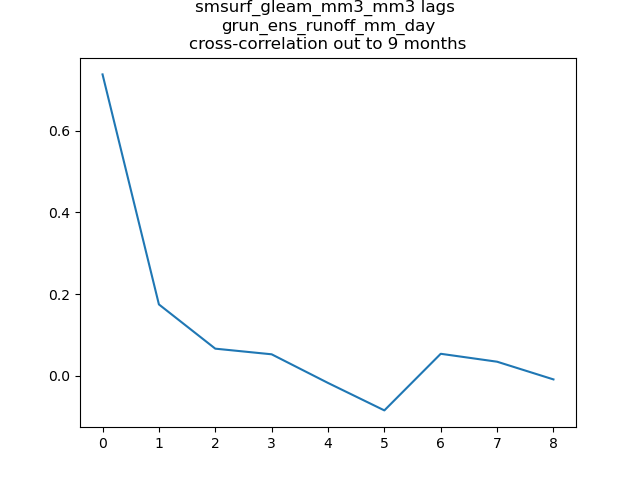 smsurf_gleam_mm3_mm3 lags
grun_ens_runoff_mm_day
cross-correlation out to 9 months
0.6
0.4
0.2
0.0
0 1 2 3 4 5 6 7 8